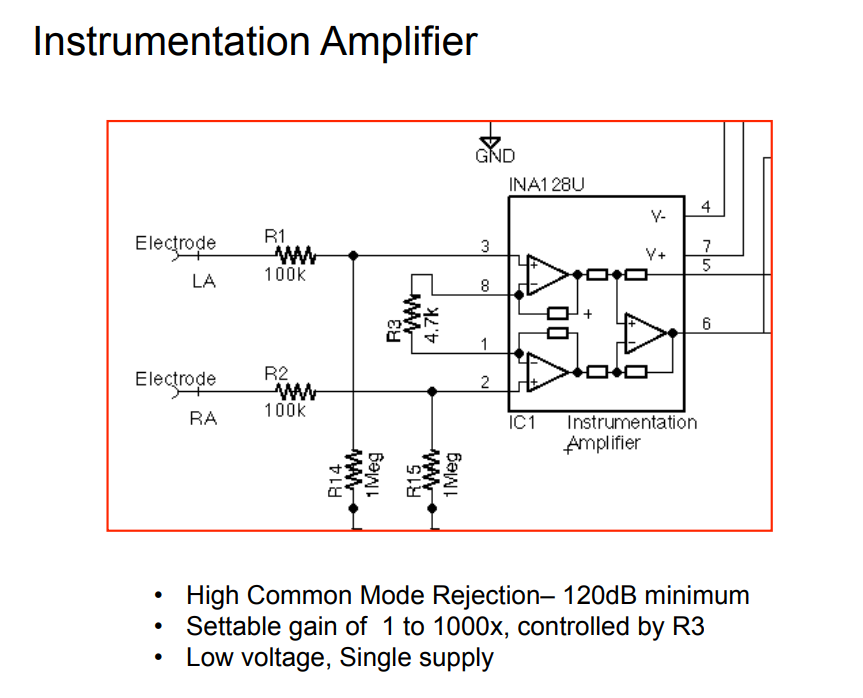 Instrumentation Amplifier
GND
INA128U
V- 4
Electrode R1 3 V+ 7
5
LA 100k
8
R3 4.7k + 6
1
Electrode R2 2
RA 100k
IC1 Instrumentation
Amplifier
R14 1Meg R15 1Meg
• High Common Mode Rejection– 120dB minimum
• Settable gain of 1 to 1000x, controlled by R3
• Low voltage, Single supply